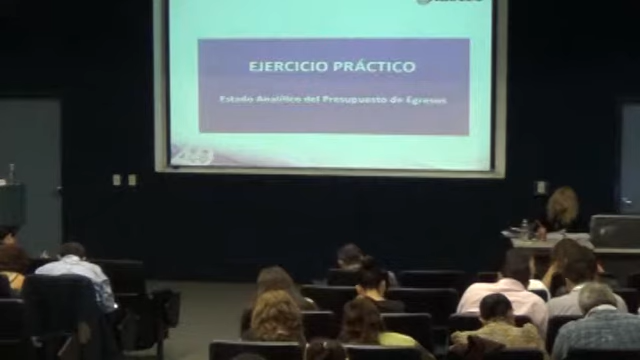 EJERCICIO PRÁCTICO
Estado Analítico del Presupuesto de Egresos